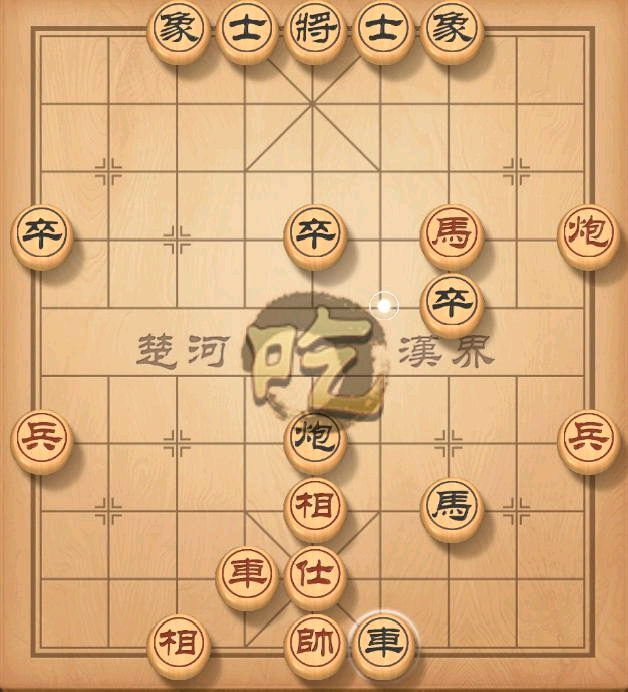 象 士 將 士 象
卒 卒 馬 炮
卒
楚河 吃 漢界
兵 炮 兵
相 馬
車 仕
相 帥 車